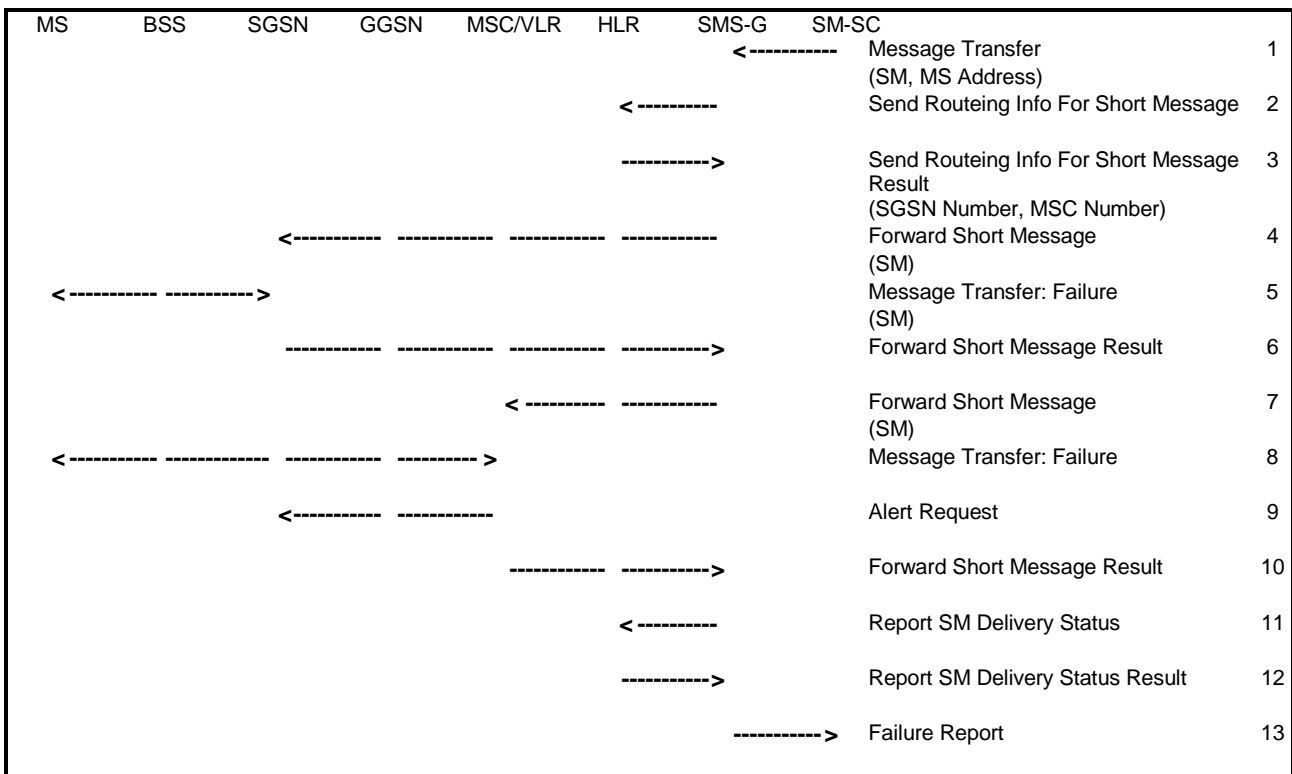 MS BSS SGSN GGSN MSC/VLR HLR SMS-G SM-SC
Message Transfer 1
(SM, MS Address)
Send Routeing Info For Short Message 2
Send Routeing Info For Short Message 3
Result
(SGSN Number, MSC Number)
Forward Short Message 4
(SM)
Message Transfer: Failure 5
(SM)
Forward Short Message Result 6
Forward Short Message 7
(SM)
Message Transfer: Failure 8
Alert Request 9
Forward Short Message Result 10
Report SM Delivery Status 11
Report SM Delivery Status Result 12
Failure Report 13